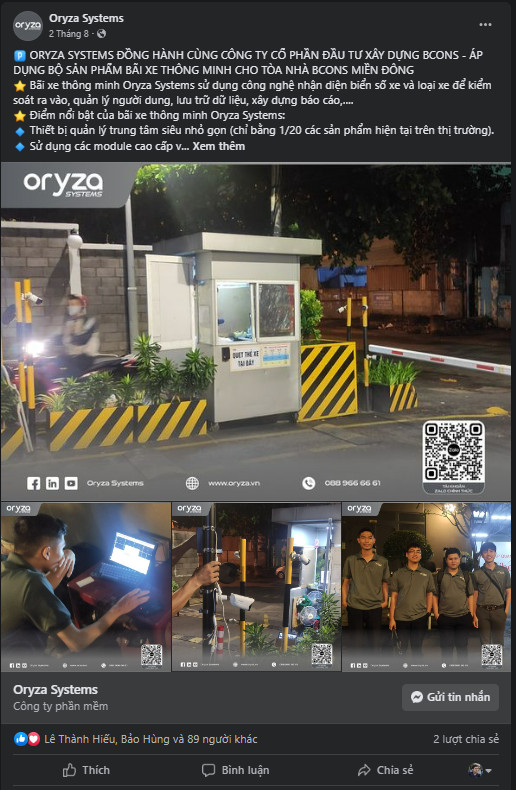 oryza
SYSTEMS
Oryza Systems
2 Tháng 8 ·
P ORYZA SYSTEMS ĐỒNG HÀNH CÙNG CÔNG TY CỔ PHẦN ĐẦU TƯ XÂY DỰNG BCONS - ÁP
DỤNG BỘ SẢN PHẨM BÃI XE THÔNG MINH CHO TÒA NHÀ BCONS MIỀN ĐÔNG
Bãi xe thông minh Oryza Systems sử dụng công nghệ nhận diện biển số xe và loại xe để kiểm
soát ra vào, quản lý người dung, lưu trữ dữ liệu, xây dựng báo cáo,....
Điểm nổi bật của bãi xe thông minh Oryza Systems:
Thiết bị quản lý trung tâm siêu nhỏ gọn (chỉ bằng 1/20 các sản phẩm hiện tại trên thị trường).
Sử dụng các module cao cấp v... Xem thêm
oryza
SYSTEMS
QUẸT THẺ XE
TẠI ĐÂY
Zalo
Oryza Systems
www.oryza.vn
088 966 66 61
oryza
oryza
oryza
Oryza Systems
Công ty phần mềm
Gửi tin nhắn
Lê Thành Hiếu, Bảo Hùng và 89 người khác
2 lượt chia sẻ
Thích
Bình luận
Chia sẻ